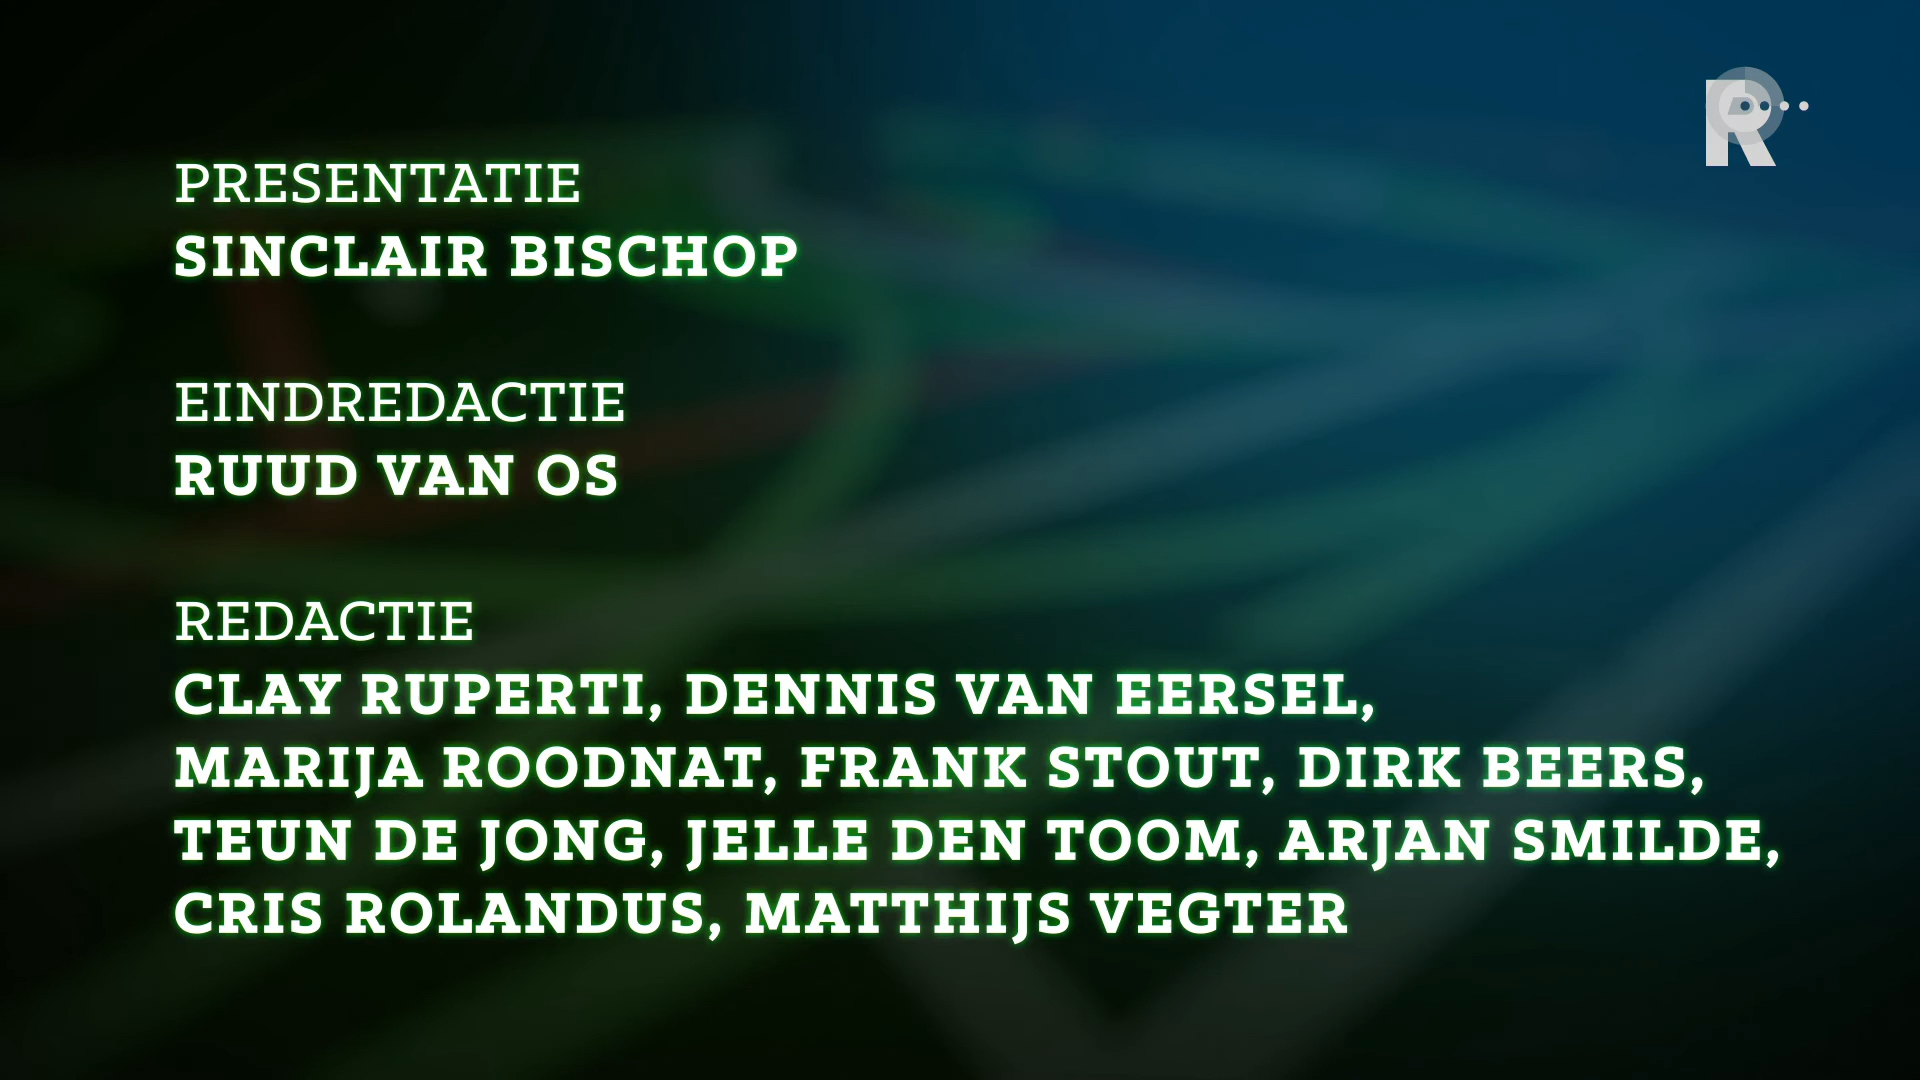 PRESENTATIE
SINCLAIR BISCHOP
EINDREDACTIE
RUUD VAN OS
REDACTIE
CLAY RUPERTI, DENNIS VAN EERSEL,
MARIJA ROODNAT, FRANK STOUT, DIRK BEERS,
TEUN DE JONG, JELLE DEN TOOM, ARJAN SMILDE,
CRIS ROLANDUS, MATTHIJS VEGTER
R